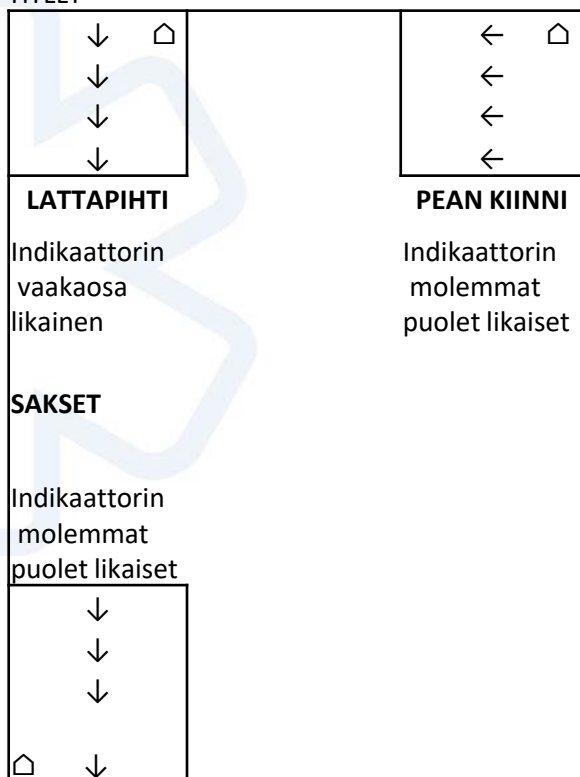 ↓ ⌂ ← ⌂
↓ ←
↓ ←
↓ ←
LATTAPIHTI PEAN KIINNI
Indikaattorin Indikaattorin
vaakaosa molemmat
likainen puolet likaiset
SAKSET
Indikaattorin
molemmat
puolet likaiset
↓
↓
↓
⌂ ↓